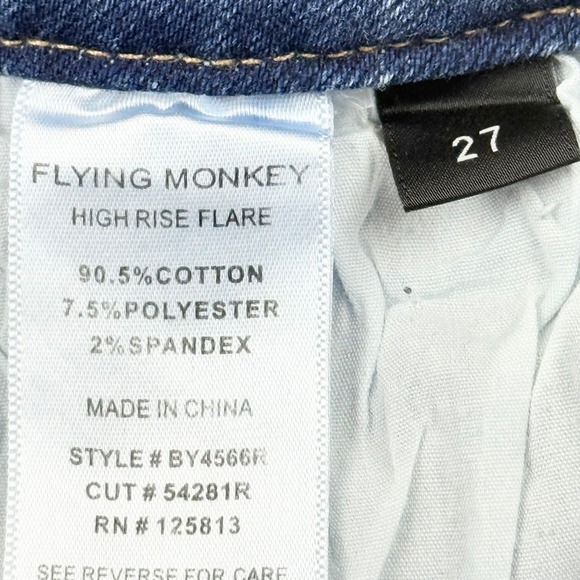 FLYING MONKEY
HIGH RISE FLARE
90.5%COTTON
7.5%POLYESTER
2%SPANDEX
MADE IN CHINA
STYLE # BY4566R
CUT # 54281R
RN # 125813
SEE REVERSE FOR CARE
27